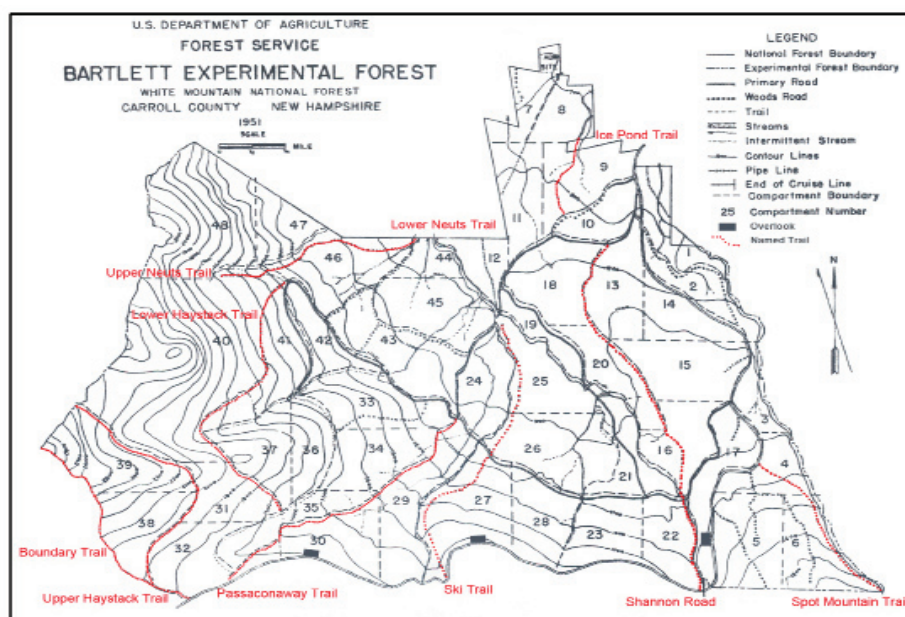 U.S. DEPARTMENT OF AGRICULTURE
FOREST SERVICE
BARTLETT EXPERIMENTAL FOREST
WHITE MOUNTAIN NATIONAL FOREST
CARROLL COUNTY NEW HAMPSHIRE
1951
SCALE
MILE
LEGEND
National Forest Boundary
Experimental Forest Boundary
Primary Road
Woods Road
Trail
Streams
Intermittent Stream
Contour Lines
Pipe Line
End of Cruise Line
Compartment Boundary
25 Compartment Number
Overlook
Named Trail
N
7 8
Ice Pond Trail
9
48 47
11 10
Lower Neuts Trail
46 44 12 1
Upper Neuts Trail
18 13 2
45 14
Lower Haystack Trail
40 41 42 43 19
20 15
33 24 25
3
37 36 34 26 16 17
39 21 4
31 35 29 27
38 28 23 22
32 30 5 6
Boundary Trail
Upper Haystack Trail
Passaconaway Trail
Ski Trail
Shannon Road
Spot Mountain Trail